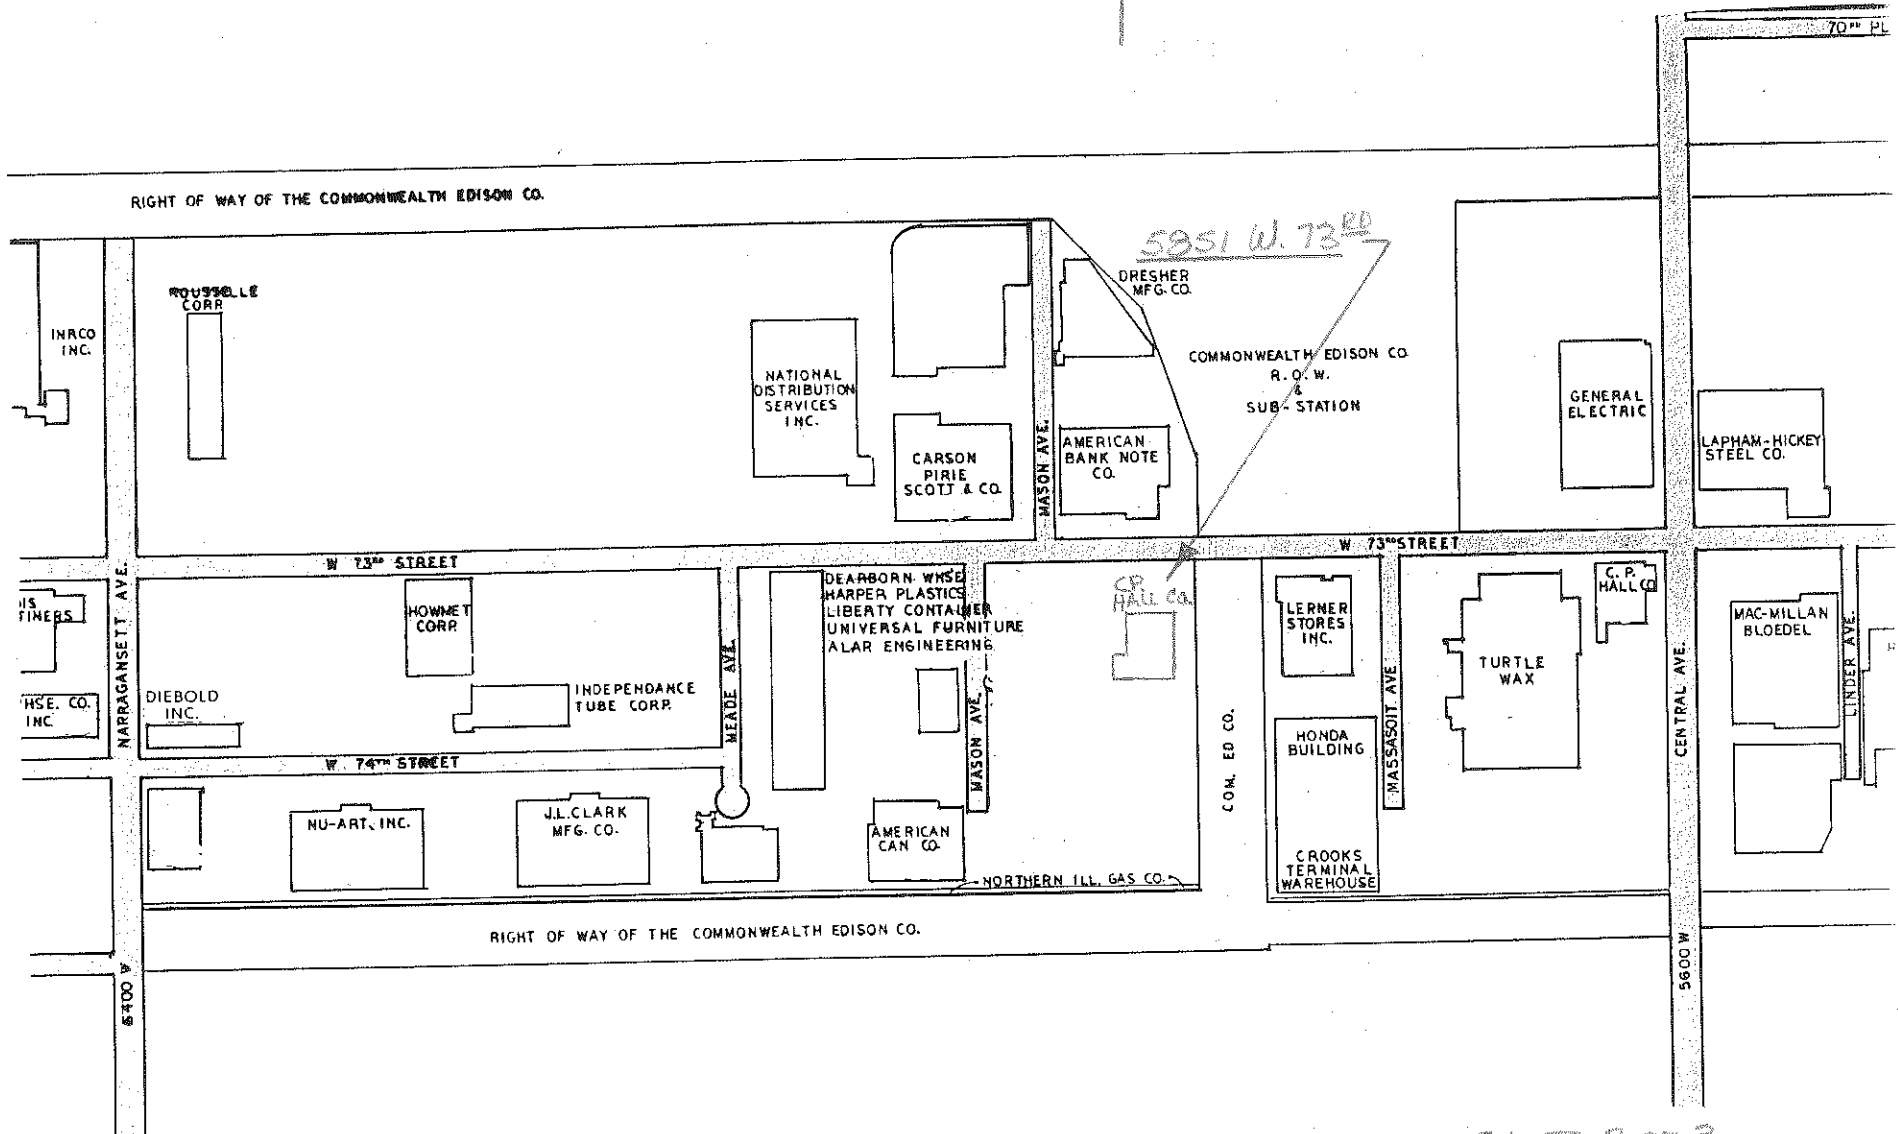 70TH PL
RIGHT OF WAY OF THE COMMONWEALTH EDISON CO.
5851 W. 73RD
DRESHER
MFG. CO.
ROUSSELLE
CORP.
INRCO
INC.
NATIONAL
DISTRIBUTION
SERVICES
INC.
CARSON
PIRIE
SCOTT & CO.
MASON AVE.
AMERICAN
BANK NOTE
CO.
COMMONWEALTH EDISON CO
R.O.W.
&
SUB-STATION
GENERAL
ELECTRIC
LAPHAM-HICKEY
STEEL CO.
W 73RD STREET
W 73RD STREET
NARRAGANSETT AVE.
TINERS
HSE. CO.
INC
HOWMET
CORP.
DIEBOLD
INC.
INDEPENDANCE
TUBE CORP.
MEADE AVE.
DEARBORN WHSE
HARPER PLASTICS
LIBERTY CONTAINER
UNIVERSAL FURNITURE
ALAR ENGINEERING
MASON AVE.
C.P.
HALL CO.
COM. ED CO.
LERNER
STORES
INC.
HONDA
BUILDING
CROOKS
TERMINAL
WAREHOUSE
MASSASOIT AVE
TURTLE
WAX
C. P.
HALL CO
CENTRAL AVE.
MAC-MILLAN
BLOEDEL
LINDER AVE.
W. 74TH STREET
NU-ART, INC.
J.L.CLARK
MFG. CO.
AMERICAN
CAN CO.
NORTHERN ILL. GAS CO.
RIGHT OF WAY OF THE COMMONWEALTH EDISON CO.
6400 W
5600 W